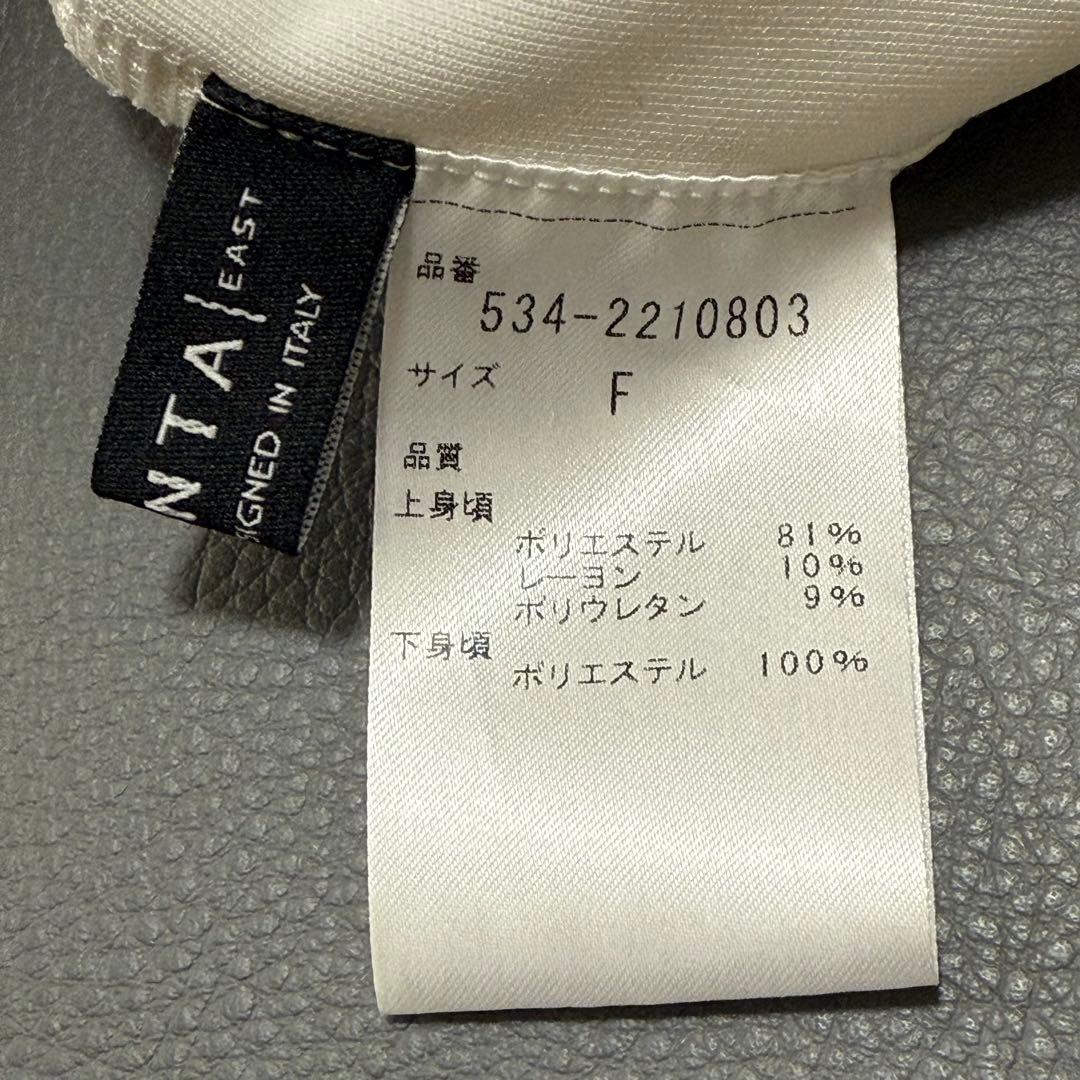 NTA}EAST
IGNED IN ITALY
品番
534-2210803
サイズ F
品質
上身頃
ポリエステル 81%
レーヨン 10%
ポリウレタン 9%
下身頃
ポリエステル 100%